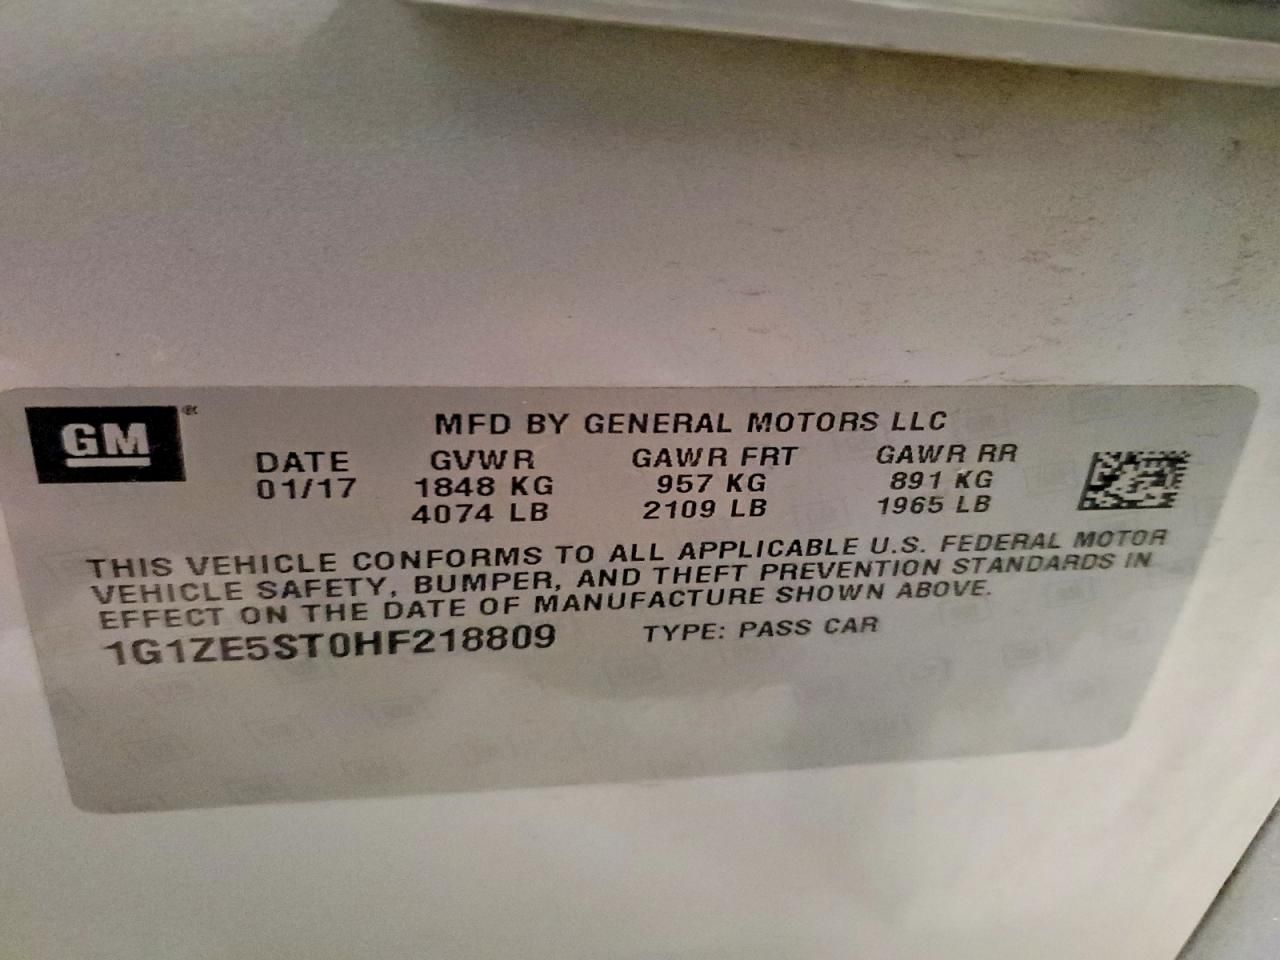 GM ®
MFD BY GENERAL MOTORS LLC
DATE GVWR GAWR FRT GAWR RR
01/17 1848 KG 957 KG 891 KG
4074 LB 2109 LB 1965 LB
THIS VEHICLE CONFORMS TO ALL APPLICABLE U.S. FEDERAL MOTOR
VEHICLE SAFETY, BUMPER, AND THEFT PREVENTION STANDARDS IN
EFFECT ON THE DATE OF MANUFACTURE SHOWN ABOVE.
1G1ZE5ST0HF218809 TYPE: PASS CAR